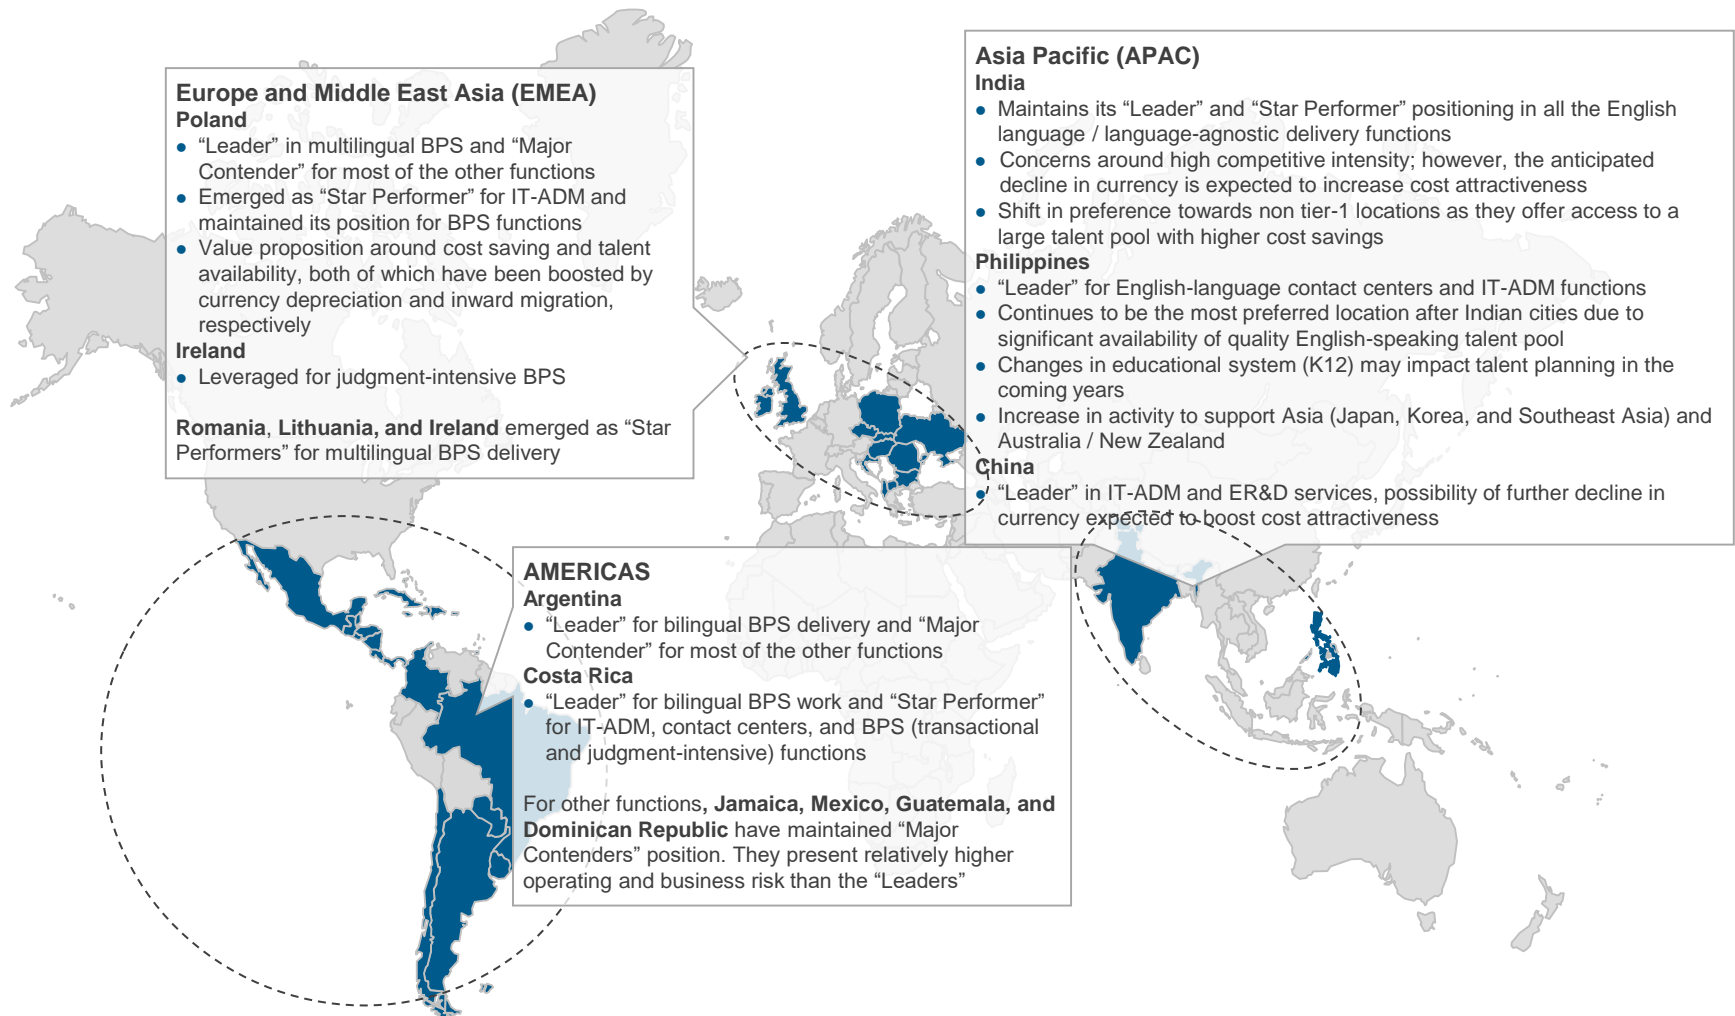 Europe and Middle East Asia (EMEA)
Poland
● “Leader” in multilingual BPS and “Major
Contender” for most of the other functions
● Emerged as “Star Performer” for IT-ADM and
maintained its position for BPS functions
● Value proposition around cost saving and talent
availability, both of which have been boosted by
currency depreciation and inward migration,
respectively
Ireland
● Leveraged for judgment-intensive BPS
Romania, Lithuania, and Ireland emerged as “Star
Performers” for multilingual BPS delivery
Asia Pacific (APAC)
India
● Maintains its “Leader” and “Star Performer” positioning in all the English
language / language-agnostic delivery functions
● Concerns around high competitive intensity; however, the anticipated
decline in currency is expected to increase cost attractiveness
● Shift in preference towards non tier-1 locations as they offer access to a
large talent pool with higher cost savings
Philippines
● “Leader” for English-language contact centers and IT-ADM functions
● Continues to be the most preferred location after Indian cities due to
significant availability of quality English-speaking talent pool
● Changes in educational system (K12) may impact talent planning in the
coming years
● Increase in activity to support Asia (Japan, Korea, and Southeast Asia) and
Australia / New Zealand
China
● “Leader” in IT-ADM and ER&D services, possibility of further decline in
currency expected to boost cost attractiveness
AMERICAS
Argentina
● “Leader” for bilingual BPS delivery and “Major
Contender” for most of the other functions
Costa Rica
● “Leader” for bilingual BPS work and “Star Performer”
for IT-ADM, contact centers, and BPS (transactional
and judgment-intensive) functions
For other functions, Jamaica, Mexico, Guatemala, and
Dominican Republic have maintained “Major
Contenders” position. They present relatively higher
operating and business risk than the “Leaders”